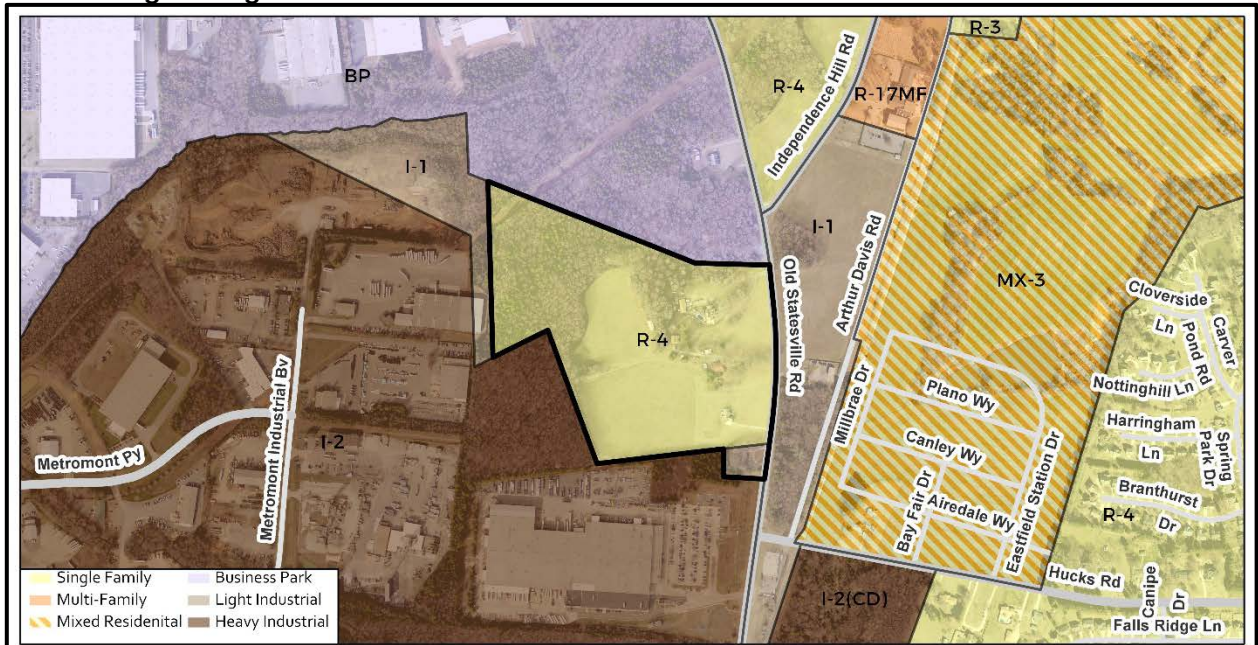 R-3
BP
R-4
Independence Hill Rd
R-17MF
I-1
I-1
Old Statesville Rd
Arthur Davis Rd
MX-3
R-4
Cloverside
Ln
Pond Rd
Carver
Nottinghill Ln
Harringham
Ln
Spring
Park Dr
Branthurst
Dr
R-4
Millbrae Dr
Plano Wy
Canley Wy
Bay Fair Dr
Airedale Wy
Eastfield Station Dr
Metromont Industrial Bv
I-2
Metromont Py
I-2(CD)
Hucks Rd
Canipe
Dr
Falls Ridge Ln
Single Family
Multi-Family
Mixed Residenital
Business Park
Light Industrial
Heavy Industrial